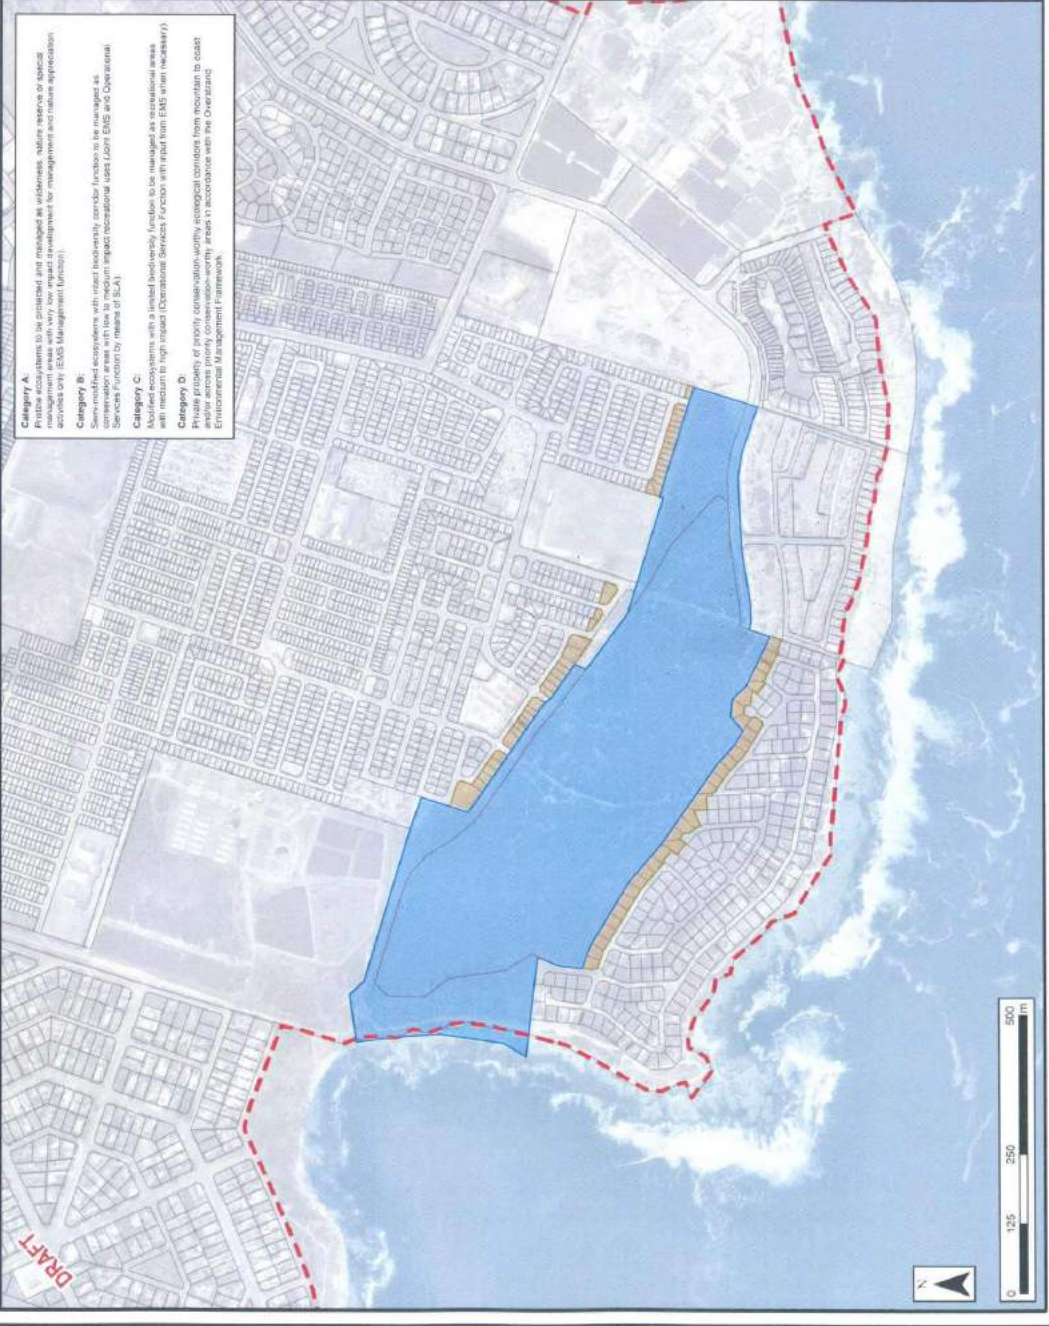 Category A:
Pristine ecosystems to be protected and managed as wilderness, nature reserve or special
management areas with very low impact development for management and nature appreciation
activities only (EMS Management function).
Category B:
Semi-modified ecosystems with intact biodiversity corridor function to be managed as
conservation areas with low to medium impact recreational uses (Joint EMS and Operational
Services Function by means of SLA)
Category C:
Modified ecosystems with a limited biodiversity function to be managed as recreational areas
with medium to high impact (Operational Services Function with input from EMS when necessary)
Category D:
Private property of priority conservation-worthy ecological corridors from mountain to coast
and/or across priority conservation-worthy areas in accordance with the Overstrand
Environmental Management Framework.
DRAFT
N
0 125 250 500
m